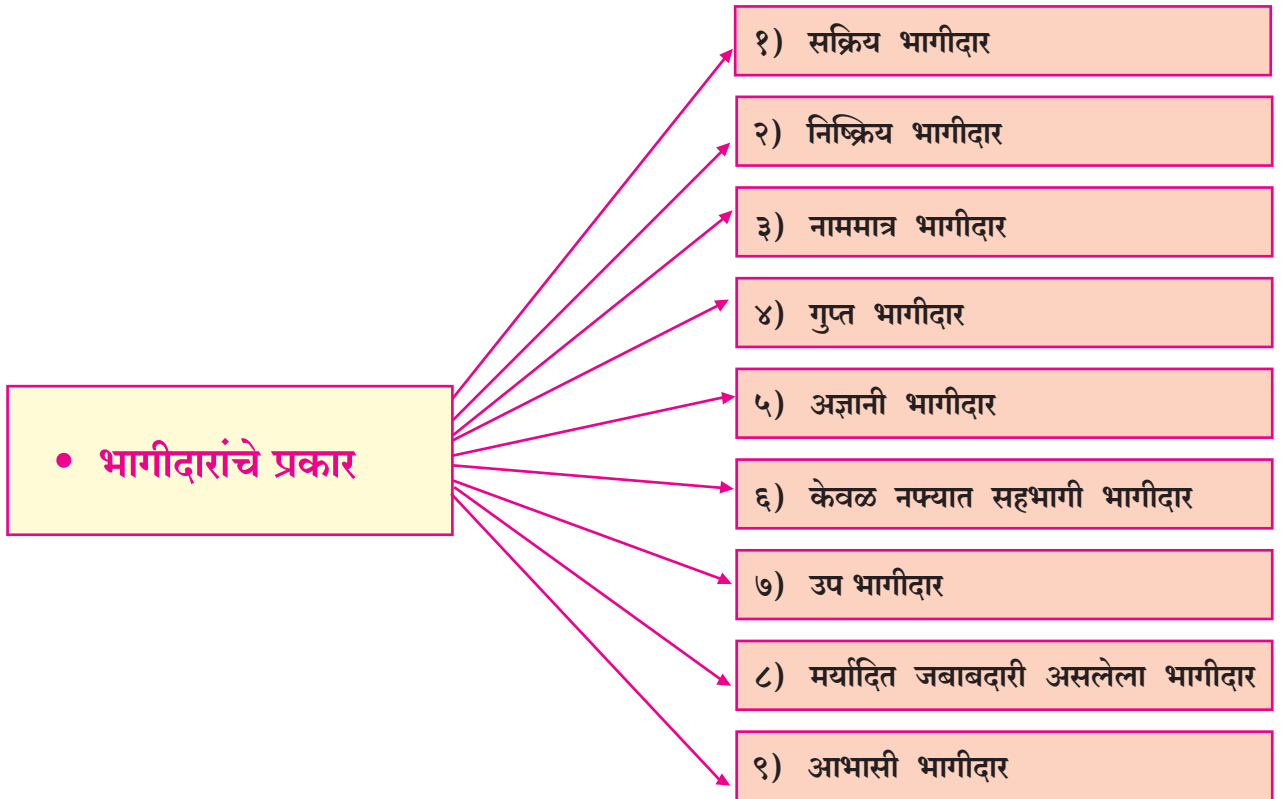 • भागीदारांचे प्रकार
१) सक्रिय भागीदार
२) निष्क्रिय भागीदार
३) नाममात्र भागीदार
४) गुप्त भागीदार
५) अज्ञानी भागीदार
६) केवळ नफ्यात सहभागी भागीदार
७) उप भागीदार
८) मर्यादित जबाबदारी असलेला भागीदार
९) आभासी भागीदार